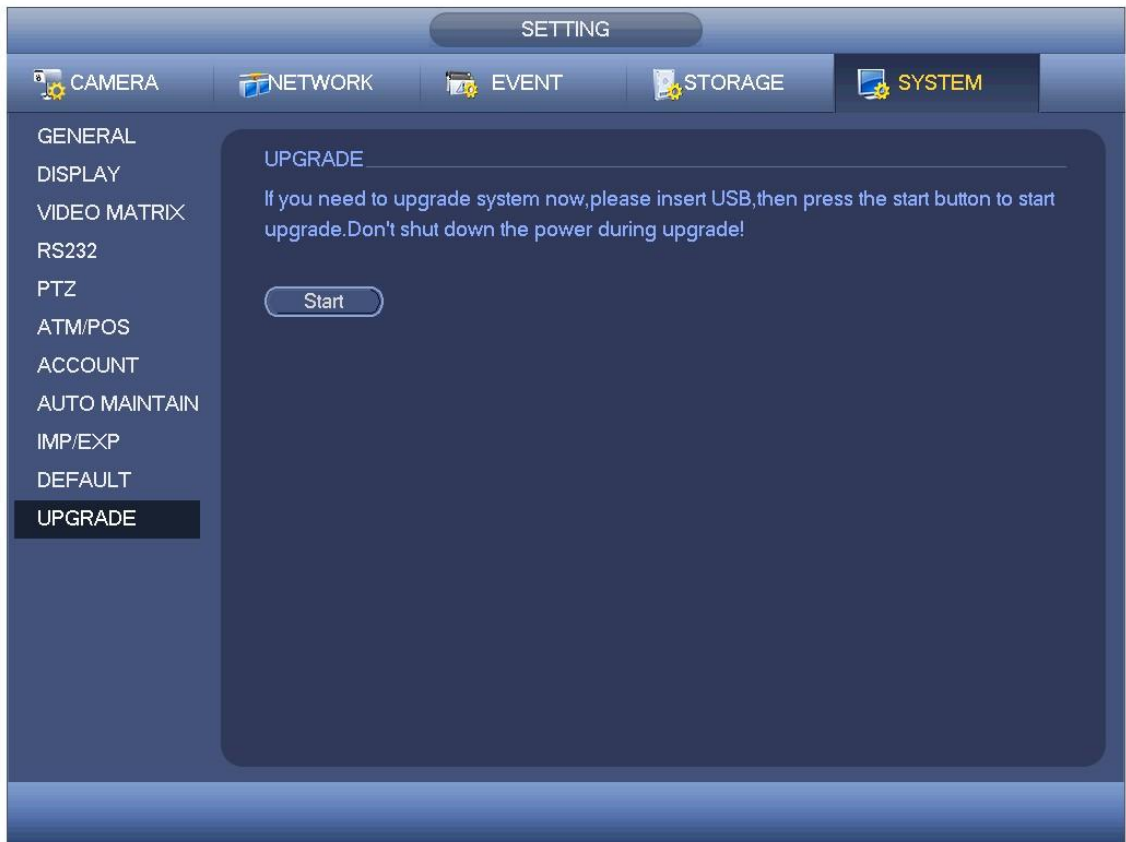 SETTING
CAMERA NETWORK EVENT STORAGE SYSTEM
GENERAL
DISPLAY
VIDEO MATRIX
RS232
PTZ
ATM/POS
ACCOUNT
AUTO MAINTAIN
IMP/EXP
DEFAULT
UPGRADE
UPGRADE
If you need to upgrade system now,please insert USB,then press the start button to start
upgrade.Don't shut down the power during upgrade!
Start